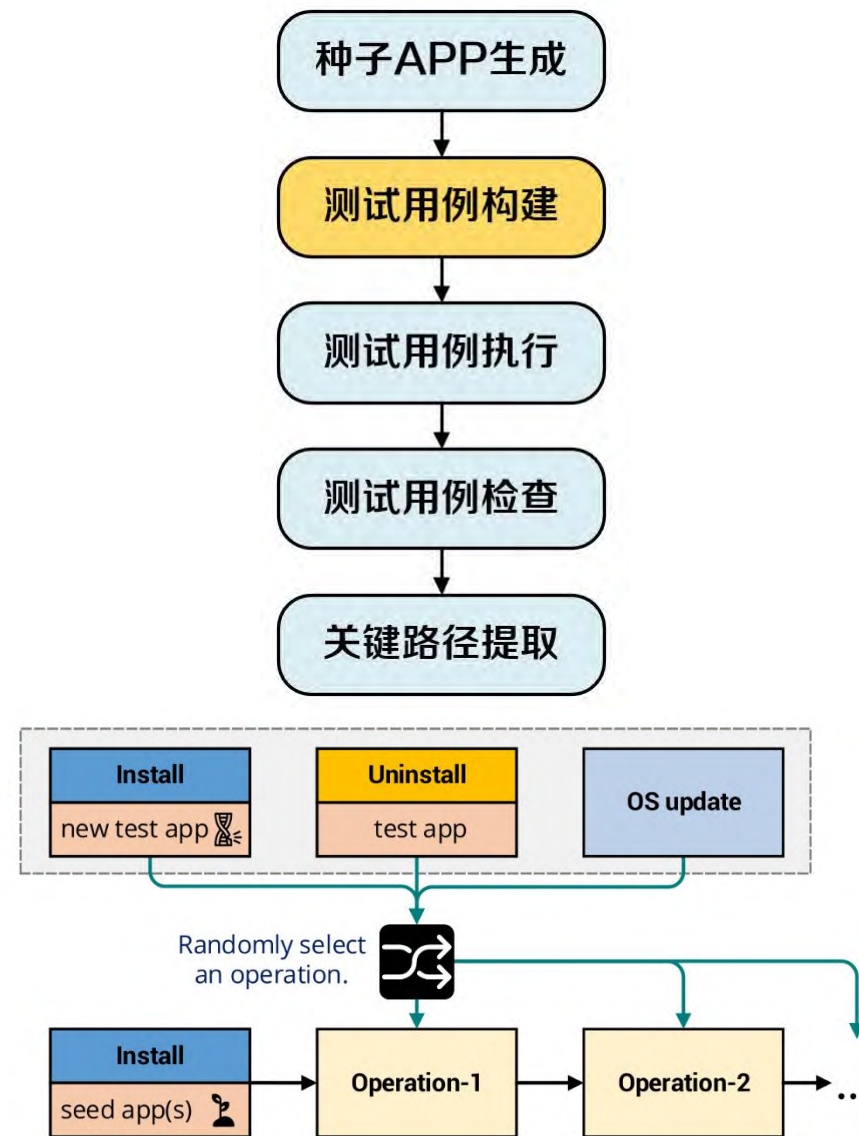 种子APP生成
测试用例构建
测试用例执行
测试用例检查
关键路径提取
Install
new test app
Uninstall
test app
OS update
Randomly select
an operation.
Install
seed app(s)
Operation-1
Operation-2
..